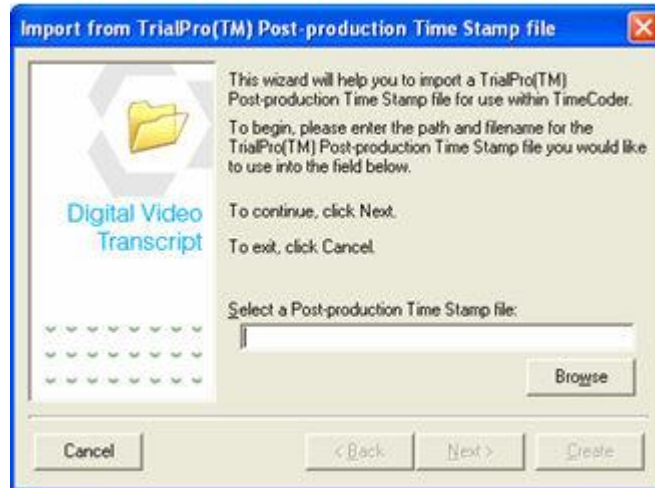 Import from TrialPro(TM) Post-production Time Stamp file
This wizard will help you to import a TrialPro(TM)
Post-production Time Stamp file for use within TimeCoder.
To begin, please enter the path and filename for the
TrialPro(TM) Post-production Time Stamp file you would like
to use into the field below.
Digital Video
Transcript
To continue, click Next.
To exit, click Cancel.
Select a Post-production Time Stamp file:
Browse
Cancel
< Back
Next >
Create